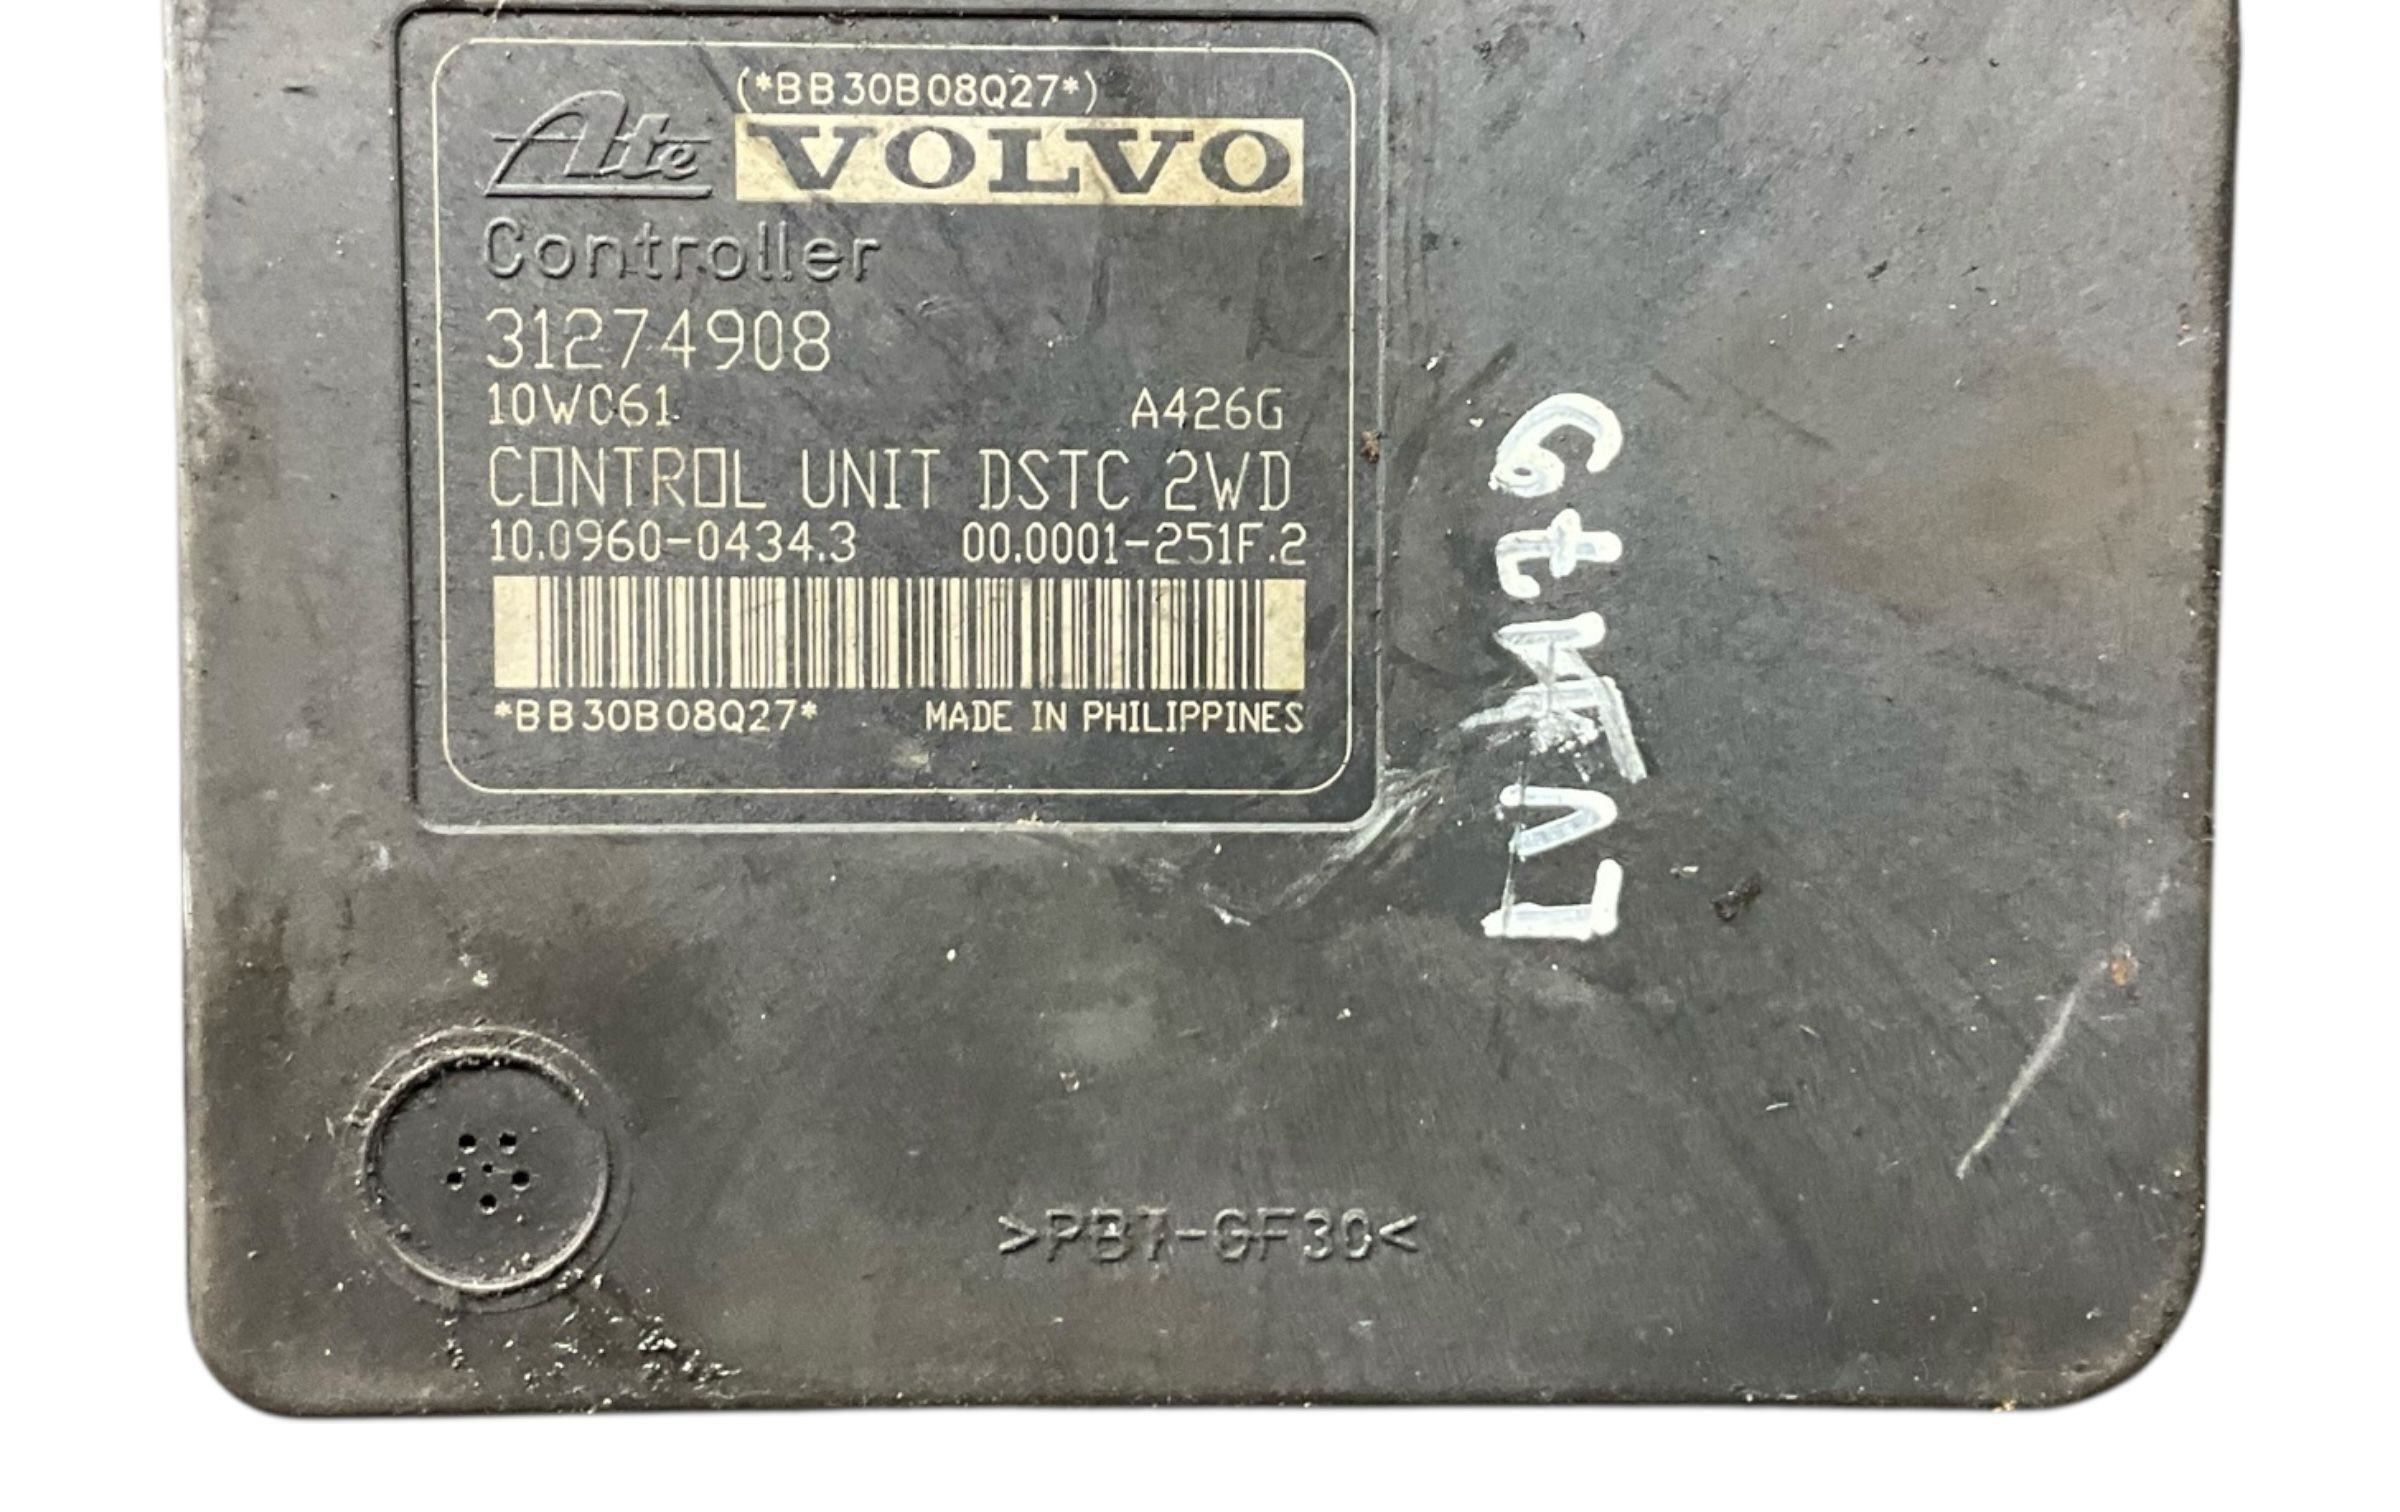 (*BB30B08Q27*)
Ate VOLVO
Controller
31274908
10WC61 A426G
CONTROL UNIT DSTC 2WD
10.0960-0434.3 00.0001-251F.2
*BB30B08Q27* MADE IN PHILIPPINES
>PBT-GF30<